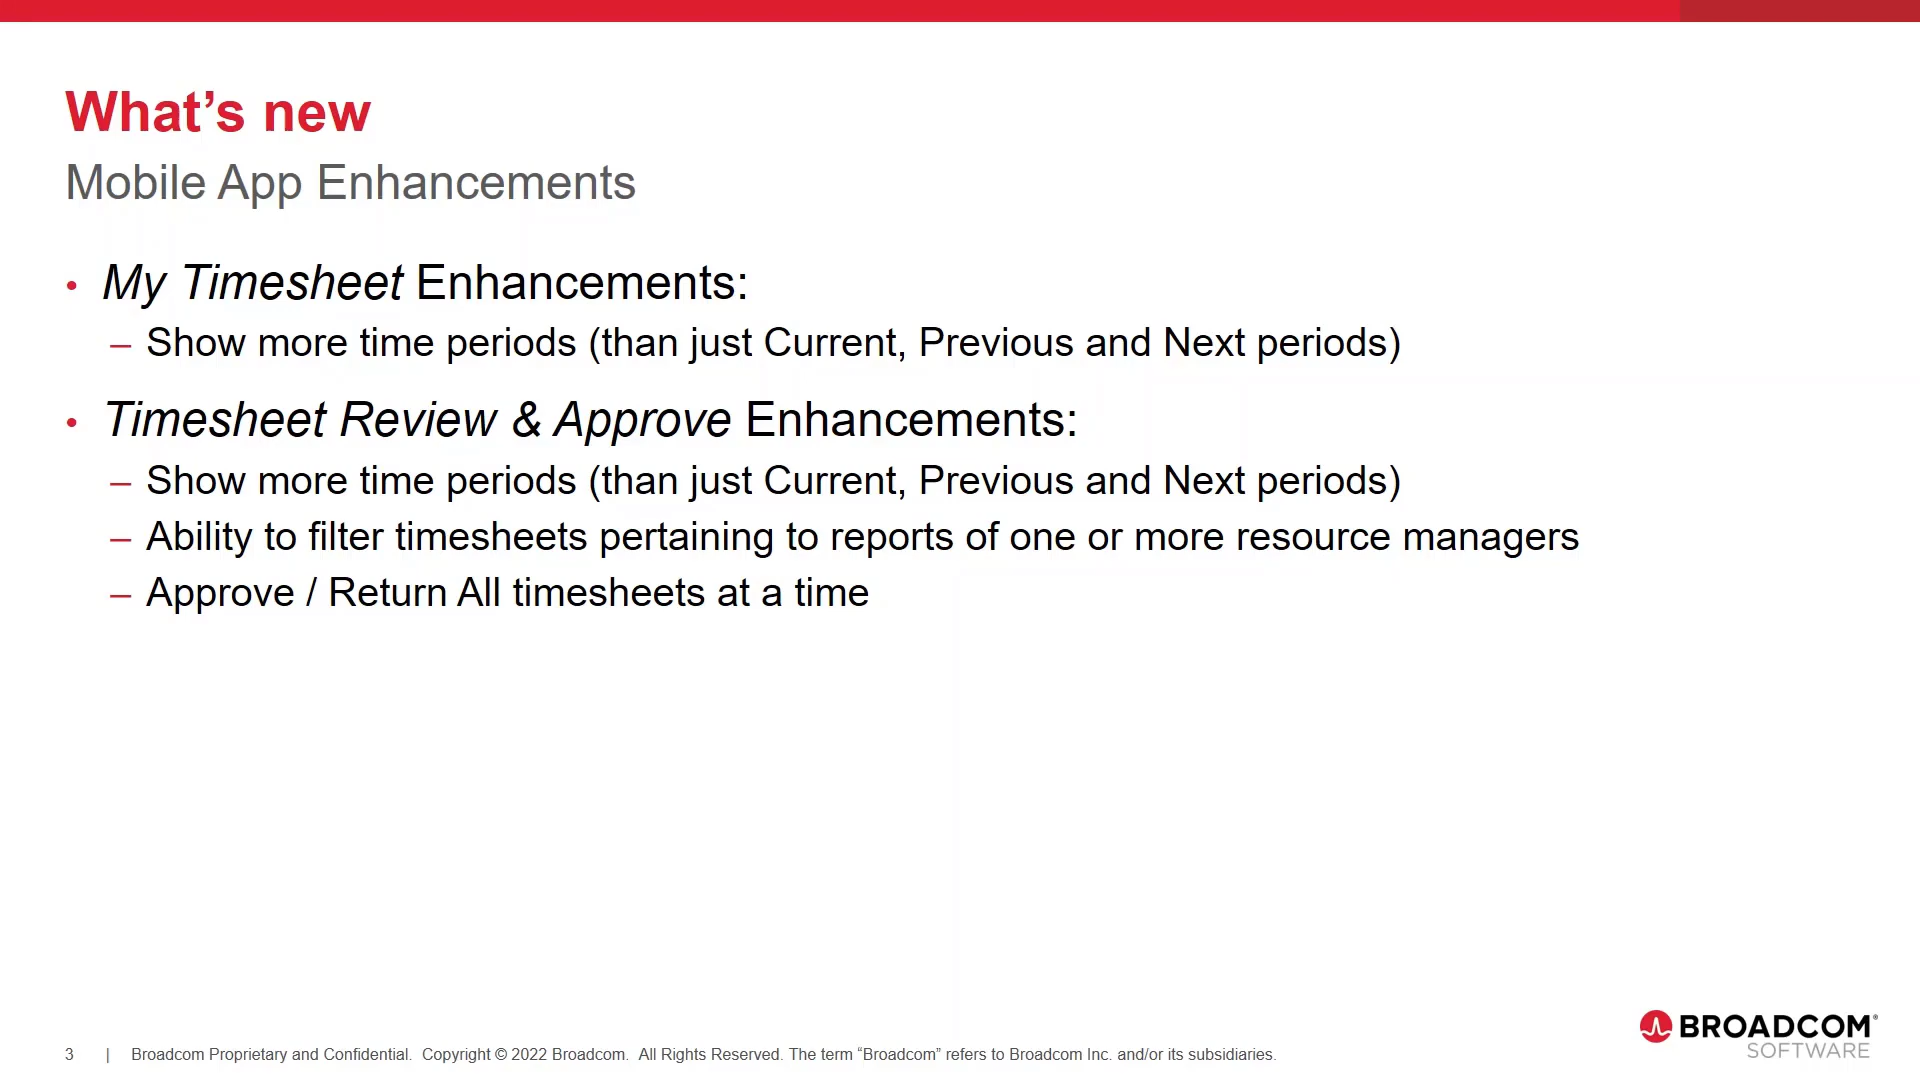 What’s new
Mobile App Enhancements
• My Timesheet Enhancements:
– Show more time periods (than just Current, Previous and Next periods)
• Timesheet Review & Approve Enhancements:
– Show more time periods (than just Current, Previous and Next periods)
– Ability to filter timesheets pertaining to reports of one or more resource managers
– Approve / Return All timesheets at a time
BROADCOM®
SOFTWARE
3 | Broadcom Proprietary and Confidential. Copyright © 2022 Broadcom. All Rights Reserved. The term “Broadcom” refers to Broadcom Inc. and/or its subsidiaries.